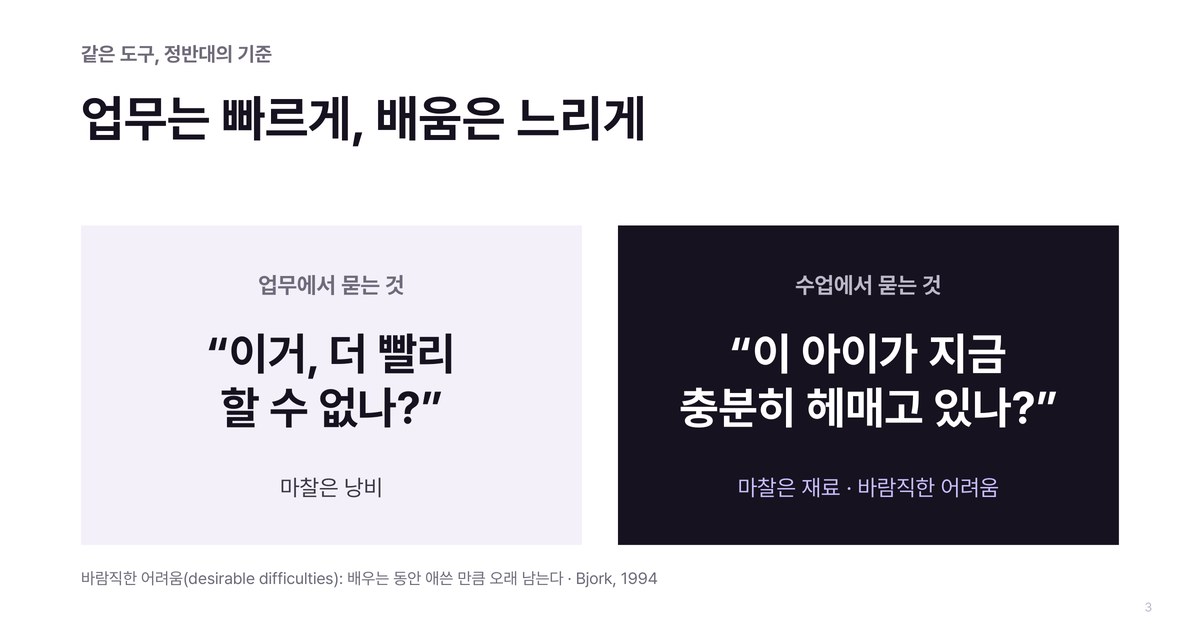 같은 도구, 정반대의 기준
업무는 빠르게, 배움은 느리게
업무에서 묻는 것
“이거, 더 빨리
할 수 없나?”
마찰은 낭비
수업에서 묻는 것
“이 아이가 지금
충분히 헤매고 있나?”
마찰은 재료 · 바람직한 어려움
바람직한 어려움(desirable difficulties): 배우는 동안 애쓴 만큼 오래 남는다 · Bjork, 1994
3